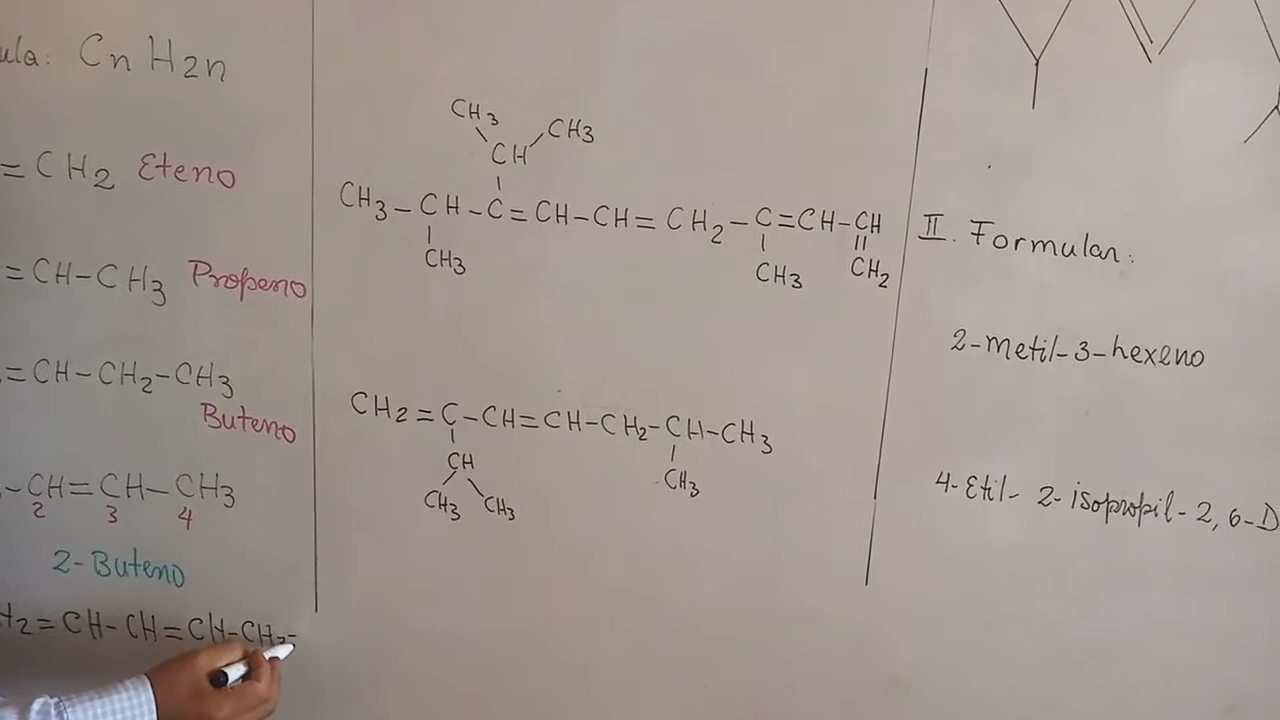 ula: CnH2n
=CH2 Eteno
=CH-CH3 Propeno
=CH-CH2-CH3
Buteno
-CH=CH-CH3
2 3 4
2-Buteno
H2=CH-CH=CH-CH2-
CH3 CH3
CH
CH3-CH-C=CH-CH=CH2-C=CH-CH
CH3 CH3 CH2
CH2=C-CH=CH-CH2-CH-CH3
CH CH3
CH3 CH3
II. Formular:
2-metil-3-hexeno
4-Etil-2-isopropil-2,6-D